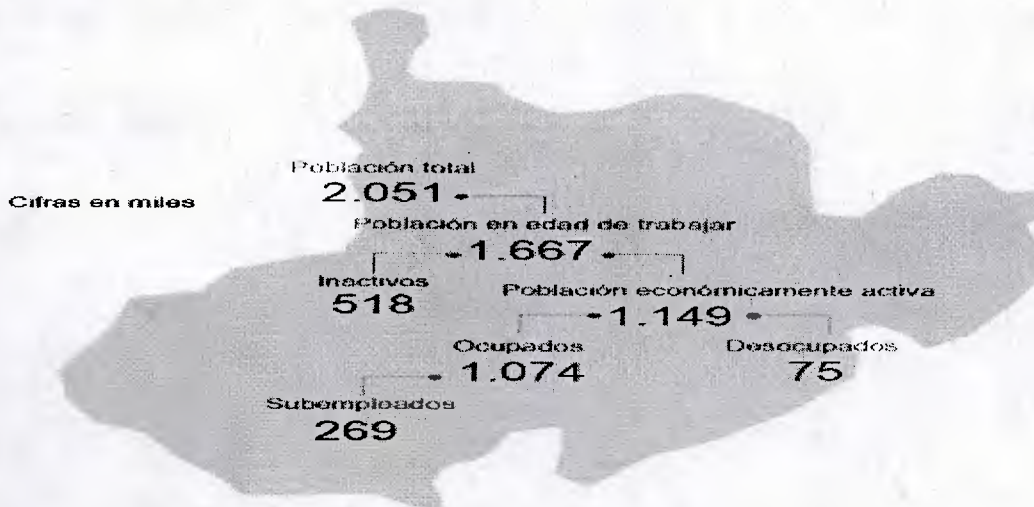 Población total
2.051
Cifras en miles
Población en edad de trabajar
1.667
Inactivos
518
Población económicamente activa
1.149
Ocupados
1.074
Desocupados
75
Subempleados
269